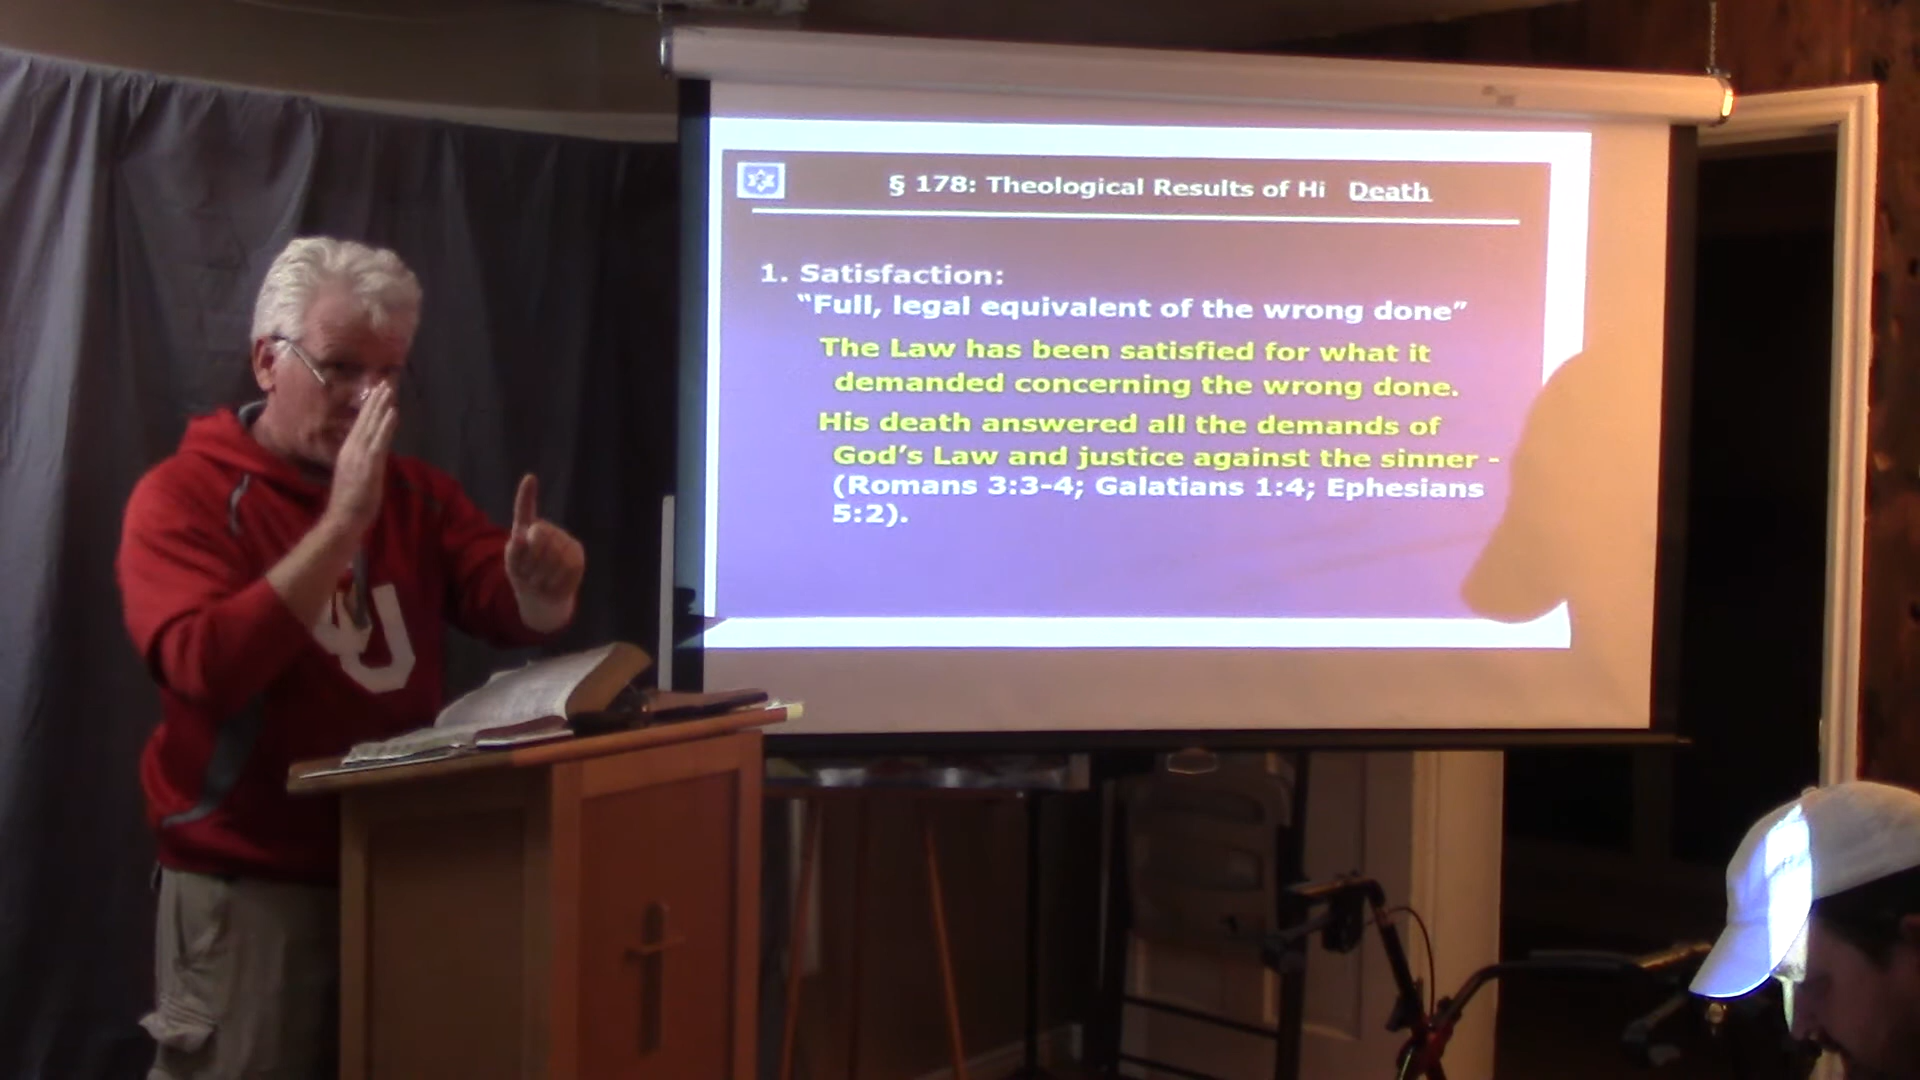 § 178: Theological Results of Hi Death
1. Satisfaction:
“Full, legal equivalent of the wrong done”
The Law has been satisfied for what it
demanded concerning the wrong done.
His death answered all the demands of
God’s Law and justice against the sinner -
(Romans 3:3-4; Galatians 1:4; Ephesians
5:2).
OU